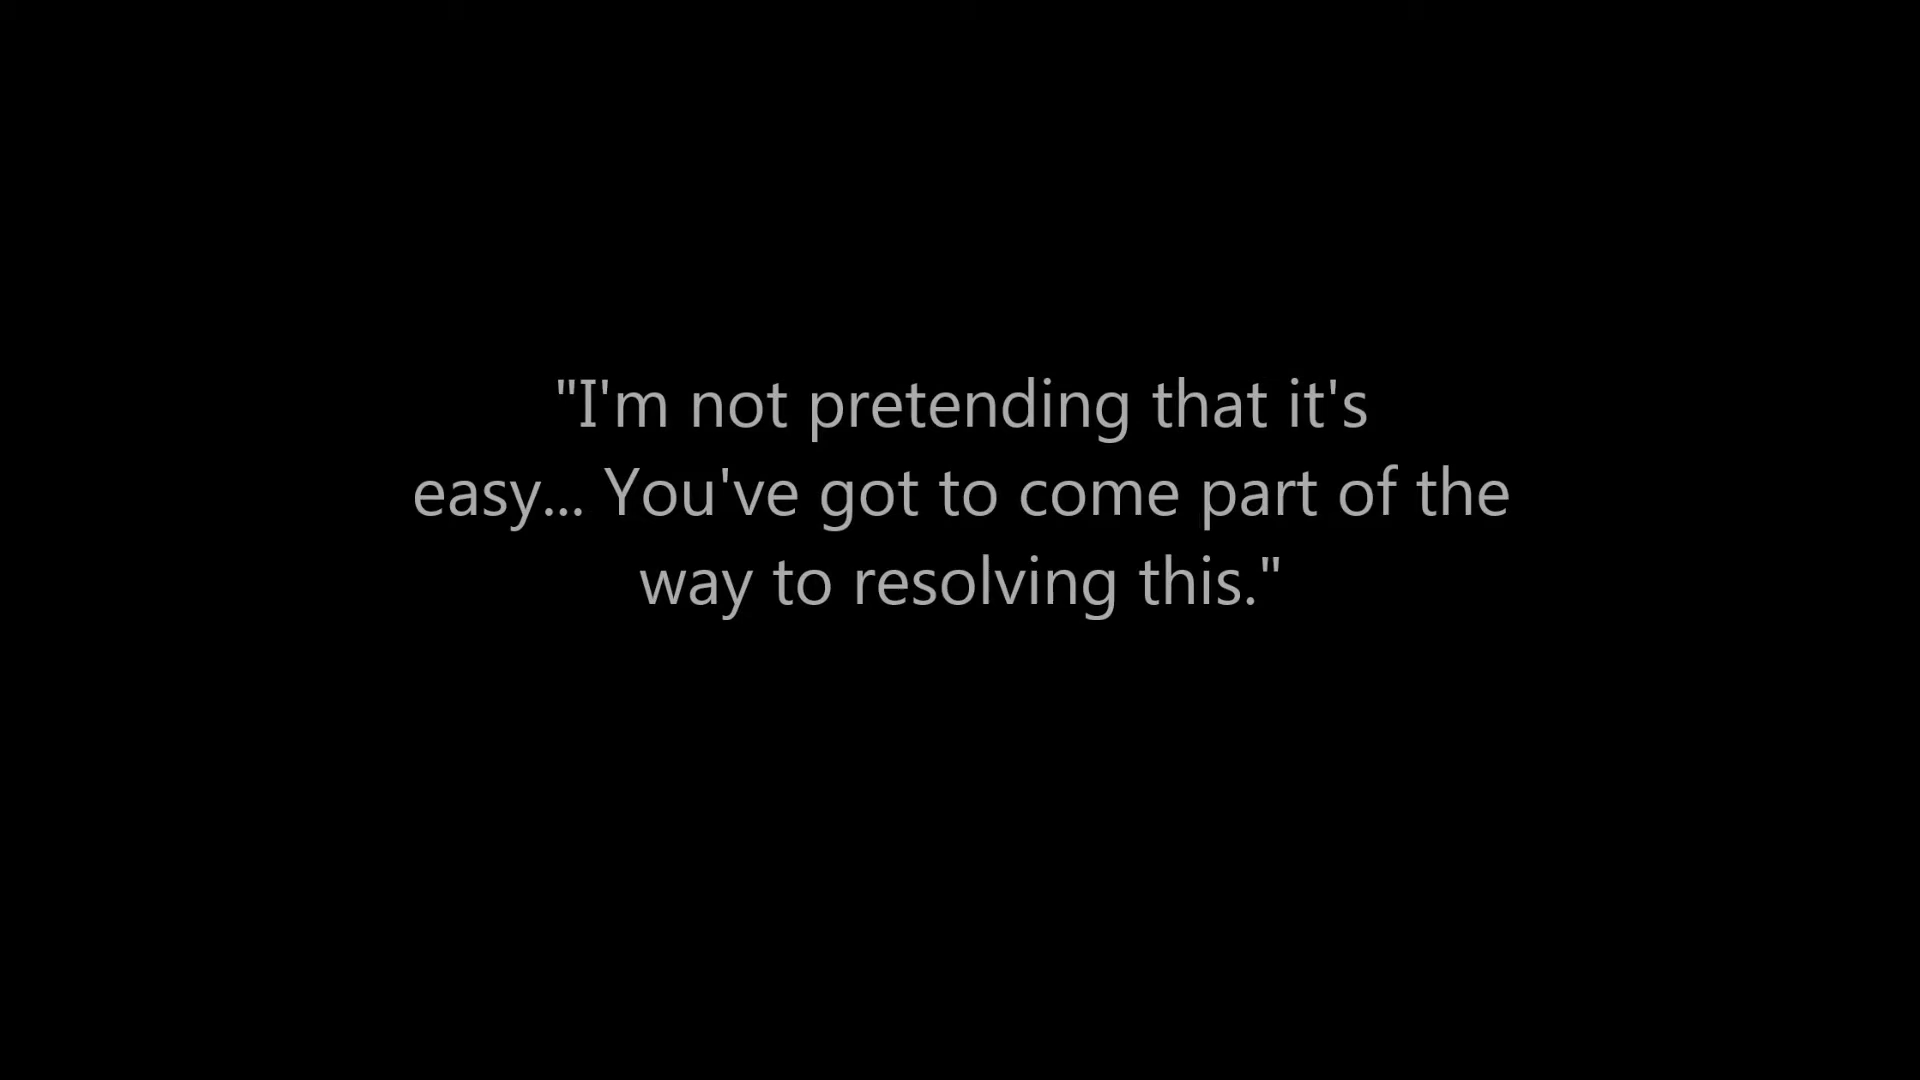 "I'm not pretending that it's
easy... You've got to come part of the
way to resolving this."